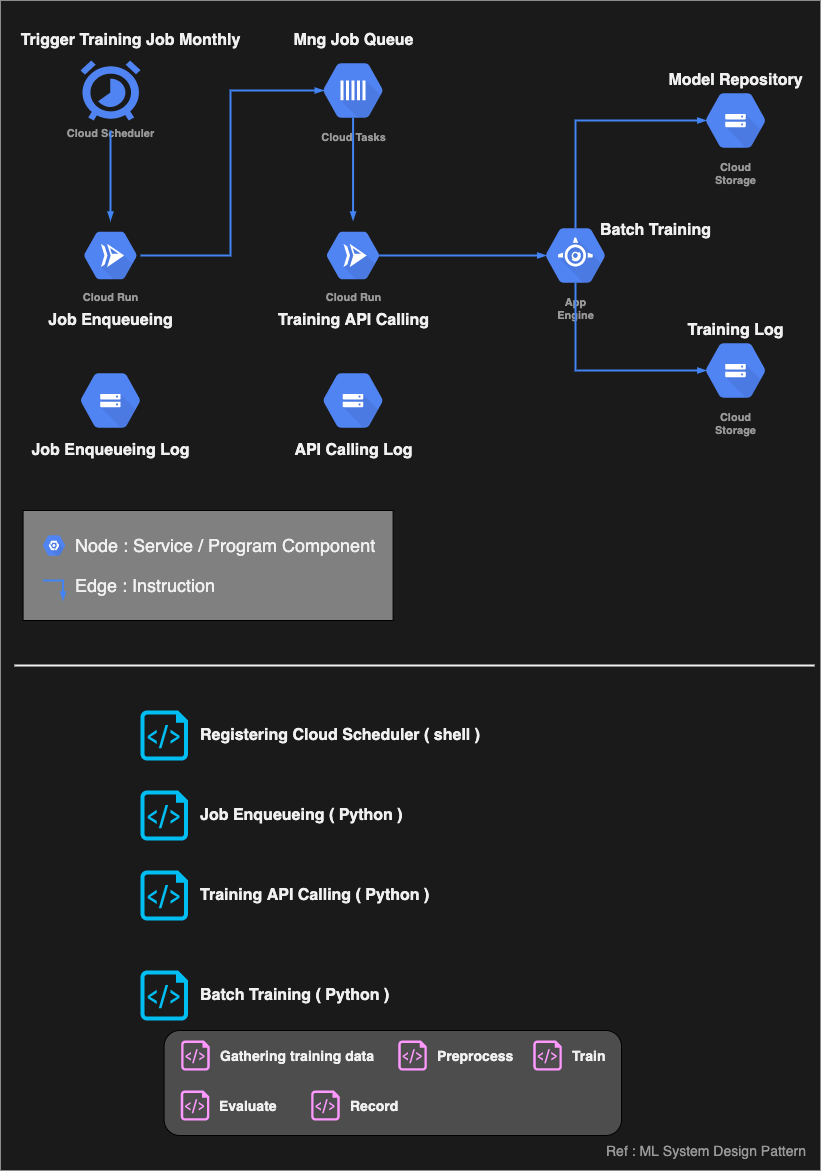 Trigger Training Job Monthly
Mng Job Queue
Cloud Scheduler
Cloud Tasks
Model Repository
Cloud
Storage
Batch Training
Cloud Run
Job Enqueueing
Cloud Run
Training API Calling
App
Engine
Training Log
Cloud
Storage
Job Enqueueing Log
API Calling Log
Node : Service / Program Component
Edge : Instruction
Registering Cloud Scheduler ( shell )
Job Enqueueing ( Python )
Training API Calling ( Python )
Batch Training ( Python )
Gathering training data
Preprocess
Train
Evaluate
Record
Ref : ML System Design Pattern